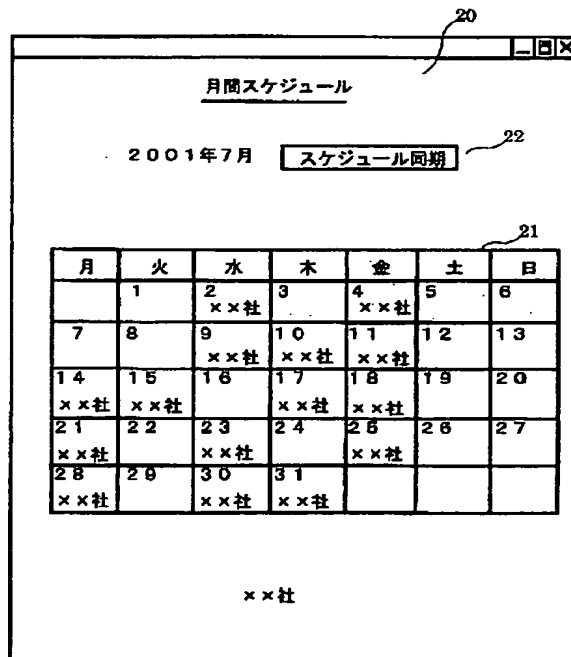 20
月間スケジュール
2001年7月 スケジュール同期 22
21
月 火 水 木 金 土 日
1 2 3 4 5 6
××社 ××社
7 8 9 10 11 12 13
××社 ××社 ××社
14 15 16 17 18 19 20
××社 ××社 ××社 ××社
21 22 23 24 25 26 27
××社 ××社 ××社
28 29 30 31
××社 ××社 ××社
××社